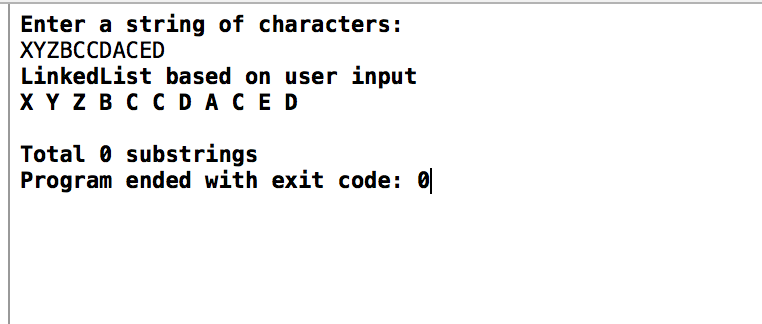 Enter a string of characters:
XYZBCCDACED
LinkedList based on user input
X Y Z B C C D A C E D
Total 0 substrings
Program ended with exit code: 0